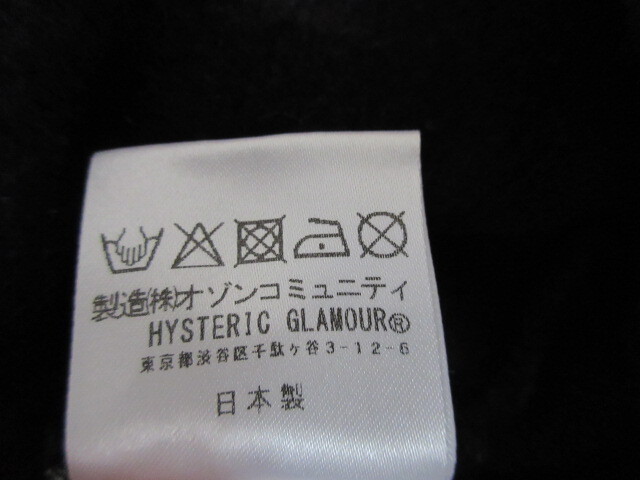 製造(株)オゾンコミュニティ
HYSTERIC GLAMOUR®
東京都渋谷区千駄ヶ谷3-12-6
日本製